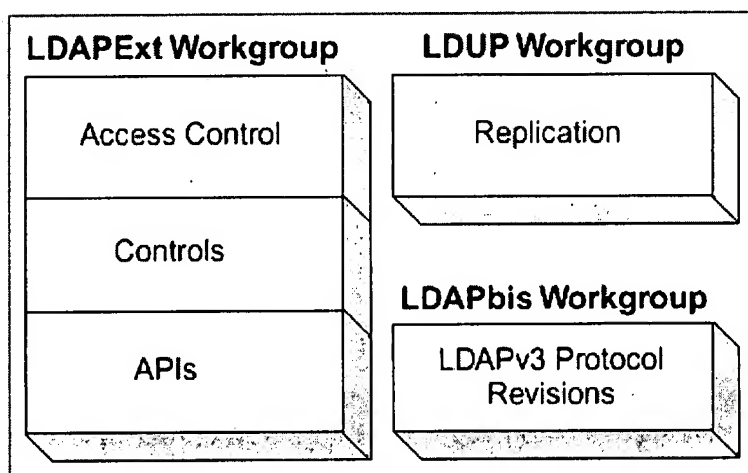 LDAPExt Workgroup
Access Control
Controls
APIs
LDUP Workgroup
Replication
LDAPbis Workgroup
LDAPv3 Protocol
Revisions